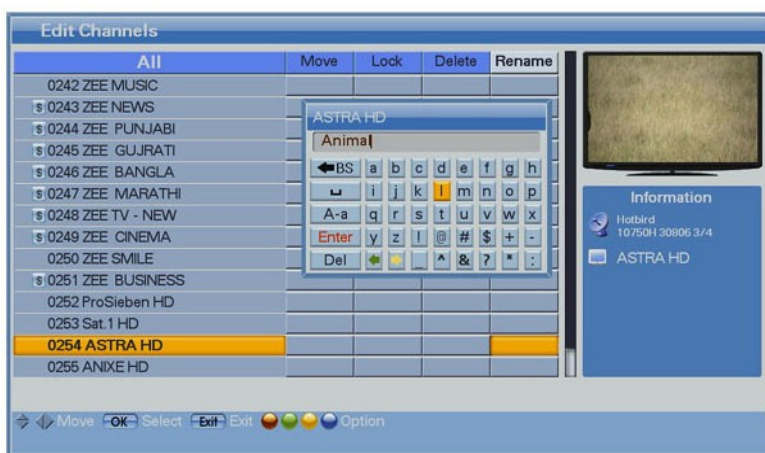 Edit Channels
All Move Lock Delete Rename
0242 ZEE MUSIC
S 0243 ZEE NEWS
S 0244 ZEE PUNJABI
S 0245 ZEE GUJRATI
S 0246 ZEE BANGLA
S 0247 ZEE MARATHI
S 0248 ZEE TV - NEW
S 0249 ZEE CINEMA
0250 ZEE SMILE
S 0251 ZEE BUSINESS
0252 ProSieben HD
0253 Sat.1 HD
0254 ASTRA HD
0255 ANIXE HD
ASTRA HD
Animal
BS a b c d e f g h
i j k l m n o p
A-a q r s t u v w x
Enter y z ! @ # $ + -
Del _ ^ & ? * :
Information
Hotbird
10750H 30806 3/4
ASTRA HD
Move OK Select Exit Exit Option